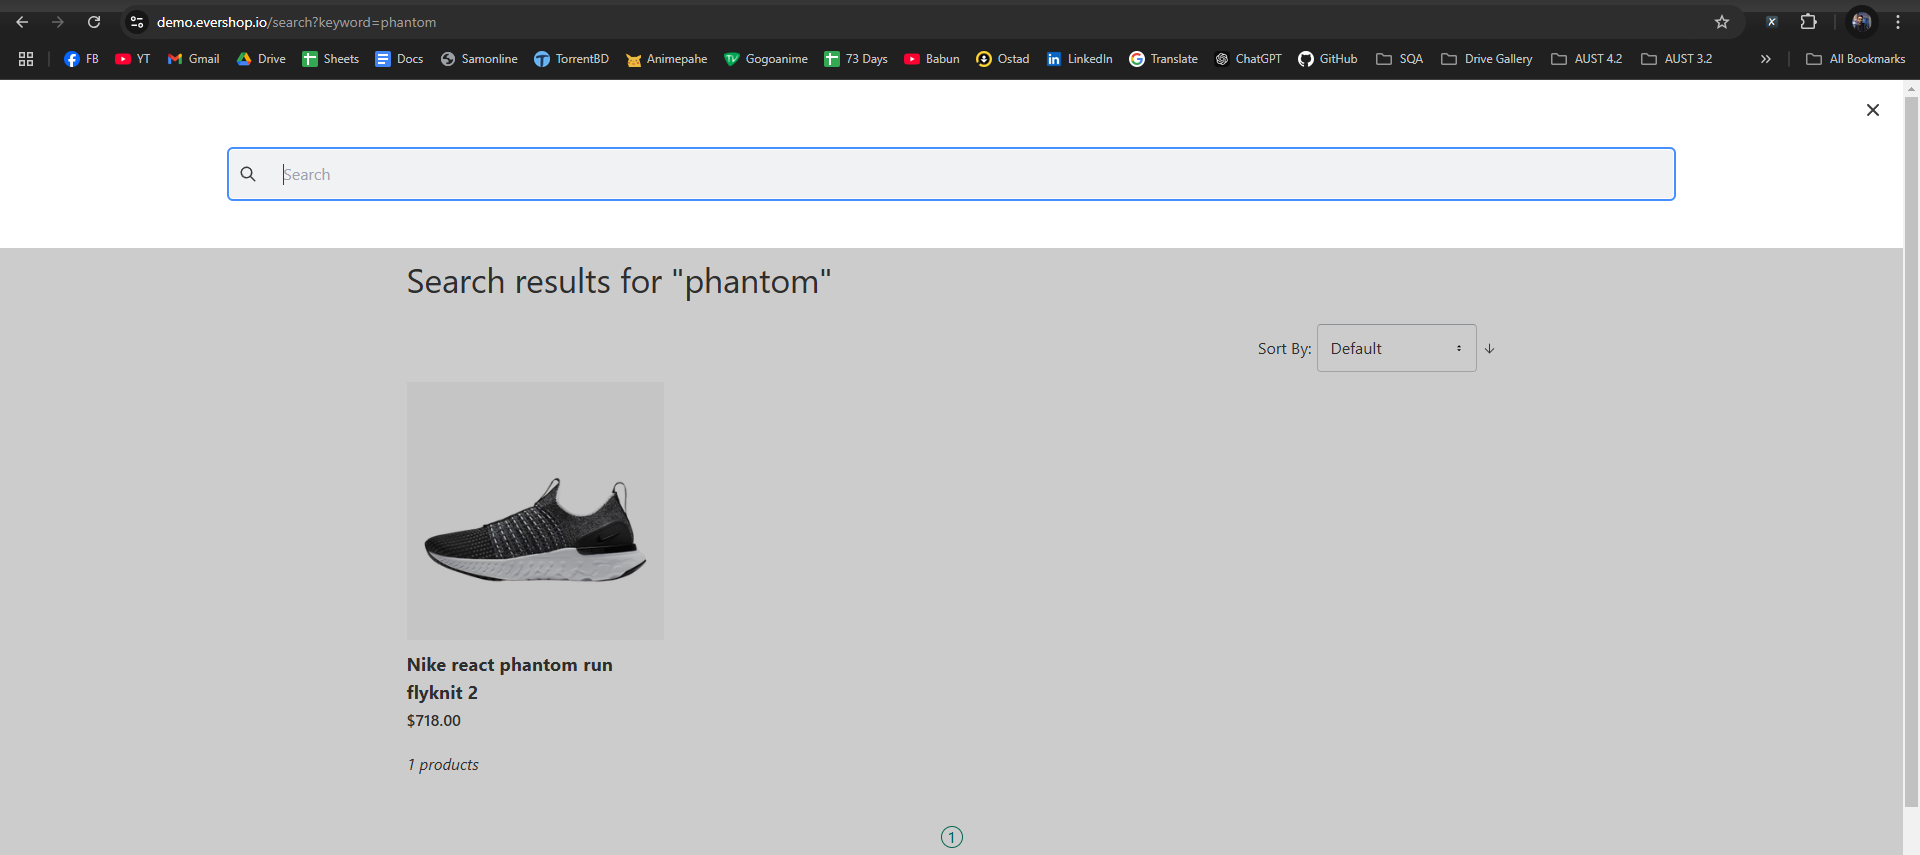 demo.evershop.io/search?keyword=phantom
FB YT Gmail Drive Sheets Docs Samonline TorrentBD Animepahe Gogoanime 73 Days Babun Ostad LinkedIn Translate ChatGPT GitHub SQA Drive Gallery AUST 4.2 AUST 3.2 » All Bookmarks
Search
Search results for "phantom"
Sort By: Default
Nike react phantom run
flyknit 2
$718.00
1 products
1